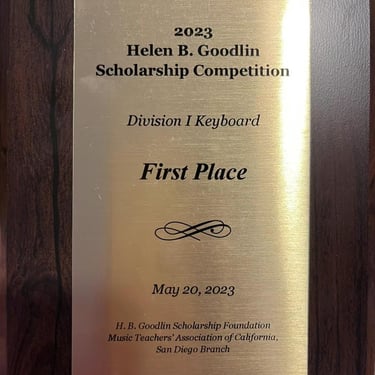 2023
Helen B. Goodlin
Scholarship Competition
Division I Keyboard
First Place
May 20, 2023
H. B. Goodlin Scholarship Foundation
Music Teachers' Association of California,
San Diego Branch